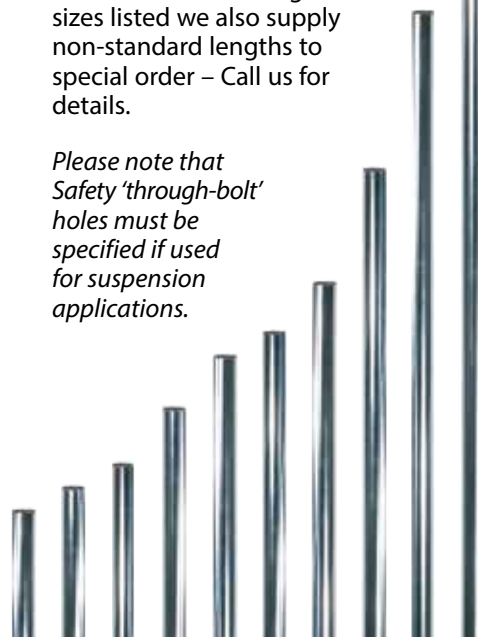 sizes listed we also supply
non-standard lengths to
special order – Call us for
details.
Please note that
Safety ‘through-bolt’
holes must be
specified if used
for suspension
applications.